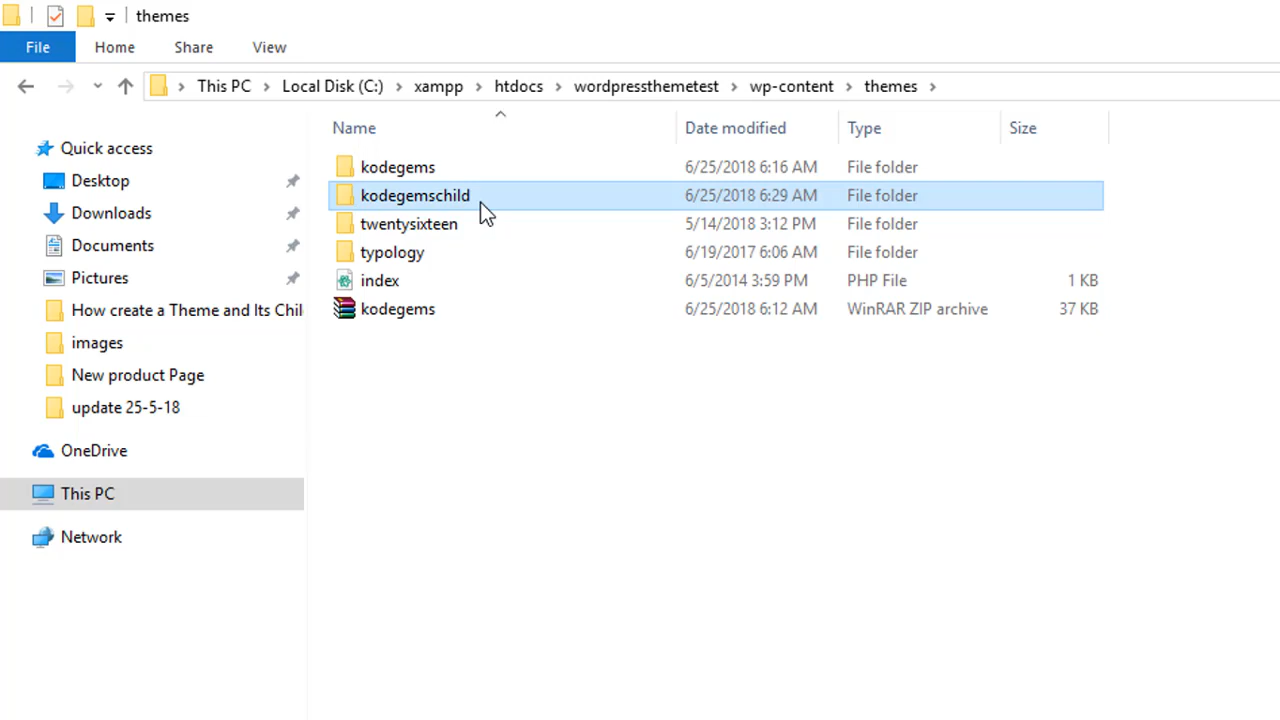 themes
File Home Share View
This PC Local Disk (C:) xampp htdocs wordpressthemetest wp-content themes
Name Date modified Type Size
Quick access
Desktop
Downloads
Documents
Pictures
How create a Theme and Its Chil
images
New product Page
update 25-5-18
OneDrive
This PC
Network
kodegems 6/25/2018 6:16 AM File folder
kodegemschild 6/25/2018 6:29 AM File folder
twentysixteen 5/14/2018 3:12 PM File folder
typology 6/19/2017 6:06 AM File folder
index 6/5/2014 3:59 PM PHP File 1 KB
kodegems 6/25/2018 6:12 AM WinRAR ZIP archive 37 KB